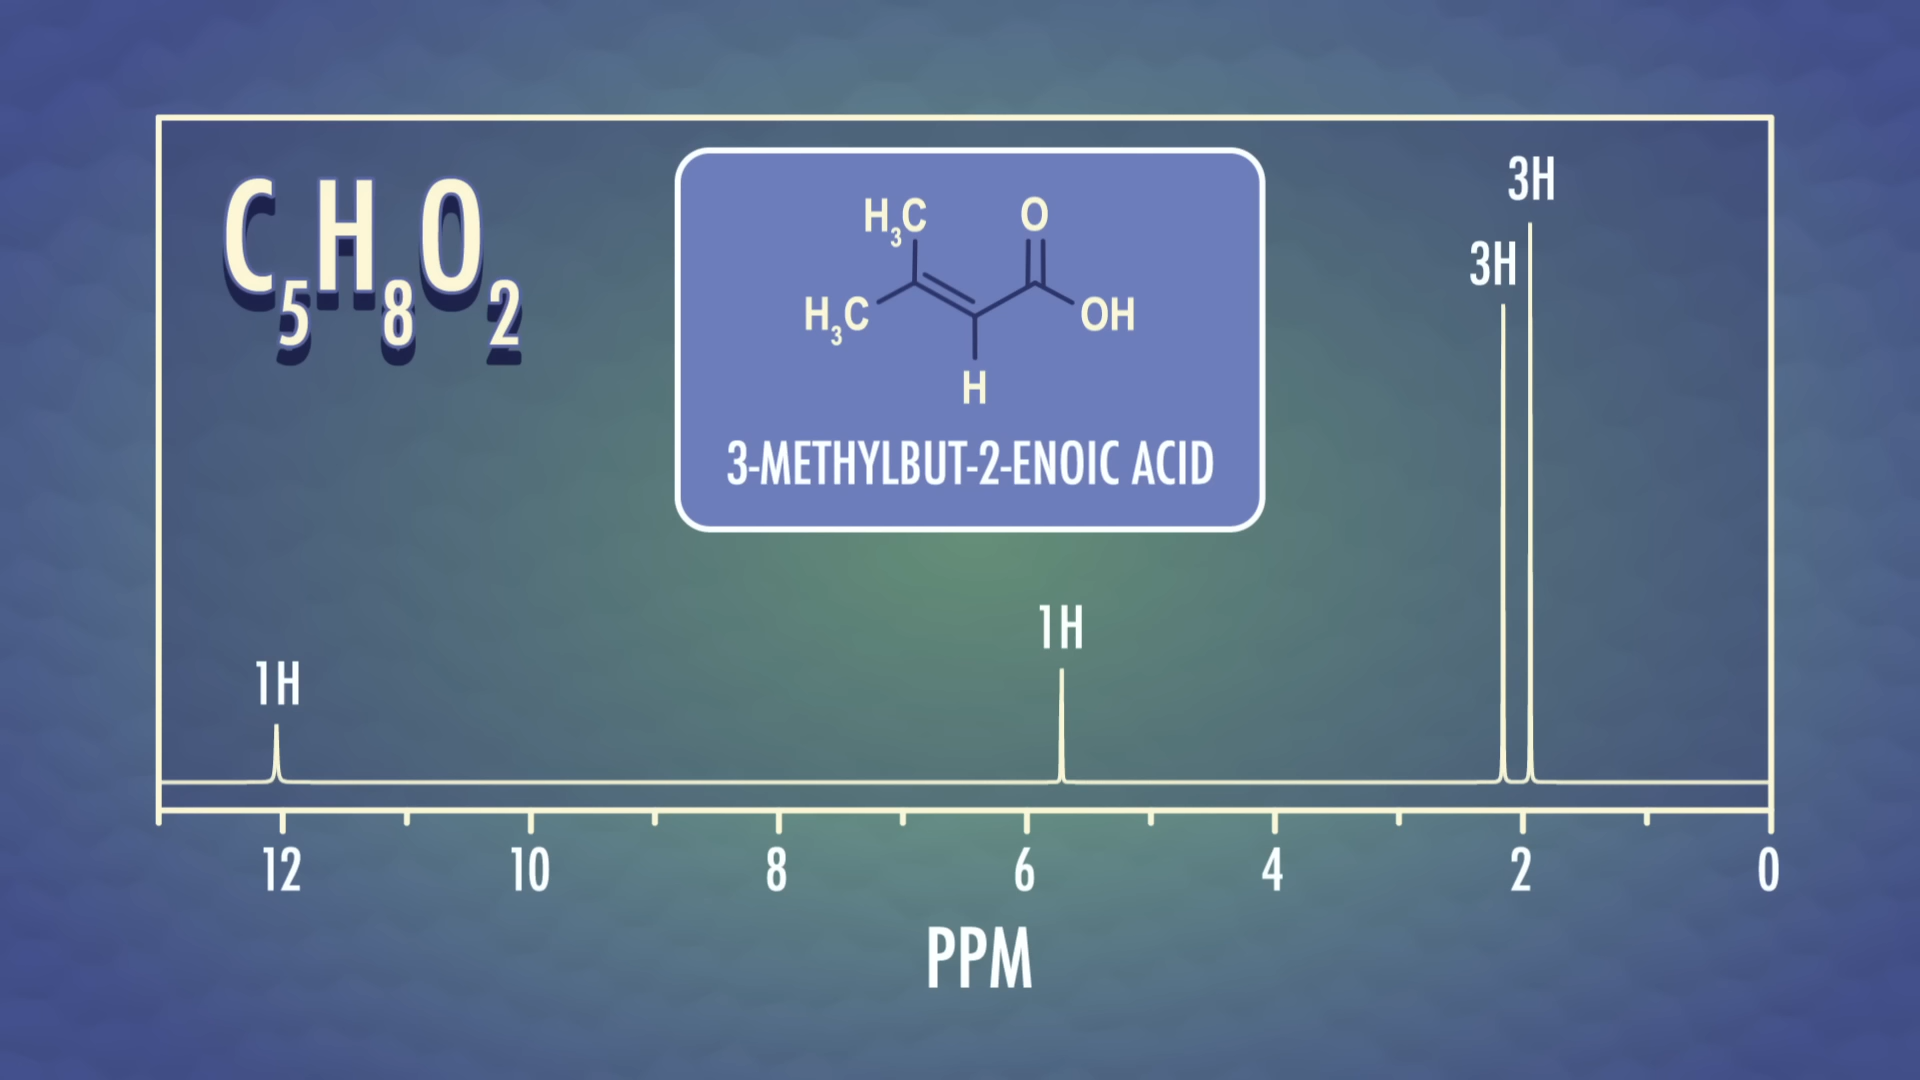 C5H8O2
H3C
O
H3C
OH
H
3-METHYLBUT-2-ENOIC ACID
3H
3H
1H
1H
12 10 8 6 4 2 0
PPM